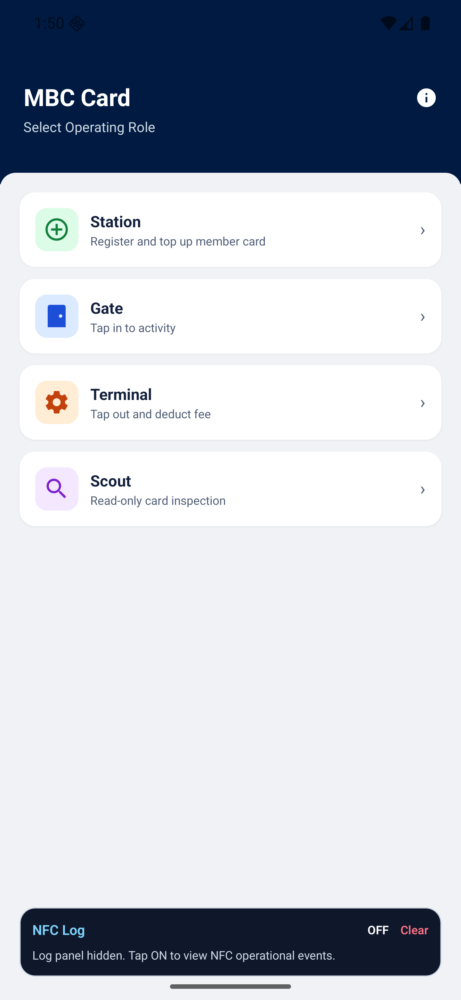 1:50
MBC Card
Select Operating Role
Station
Register and top up member card
Gate
Tap in to activity
Terminal
Tap out and deduct fee
Scout
Read-only card inspection
NFC Log OFF Clear
Log panel hidden. Tap ON to view NFC operational events.